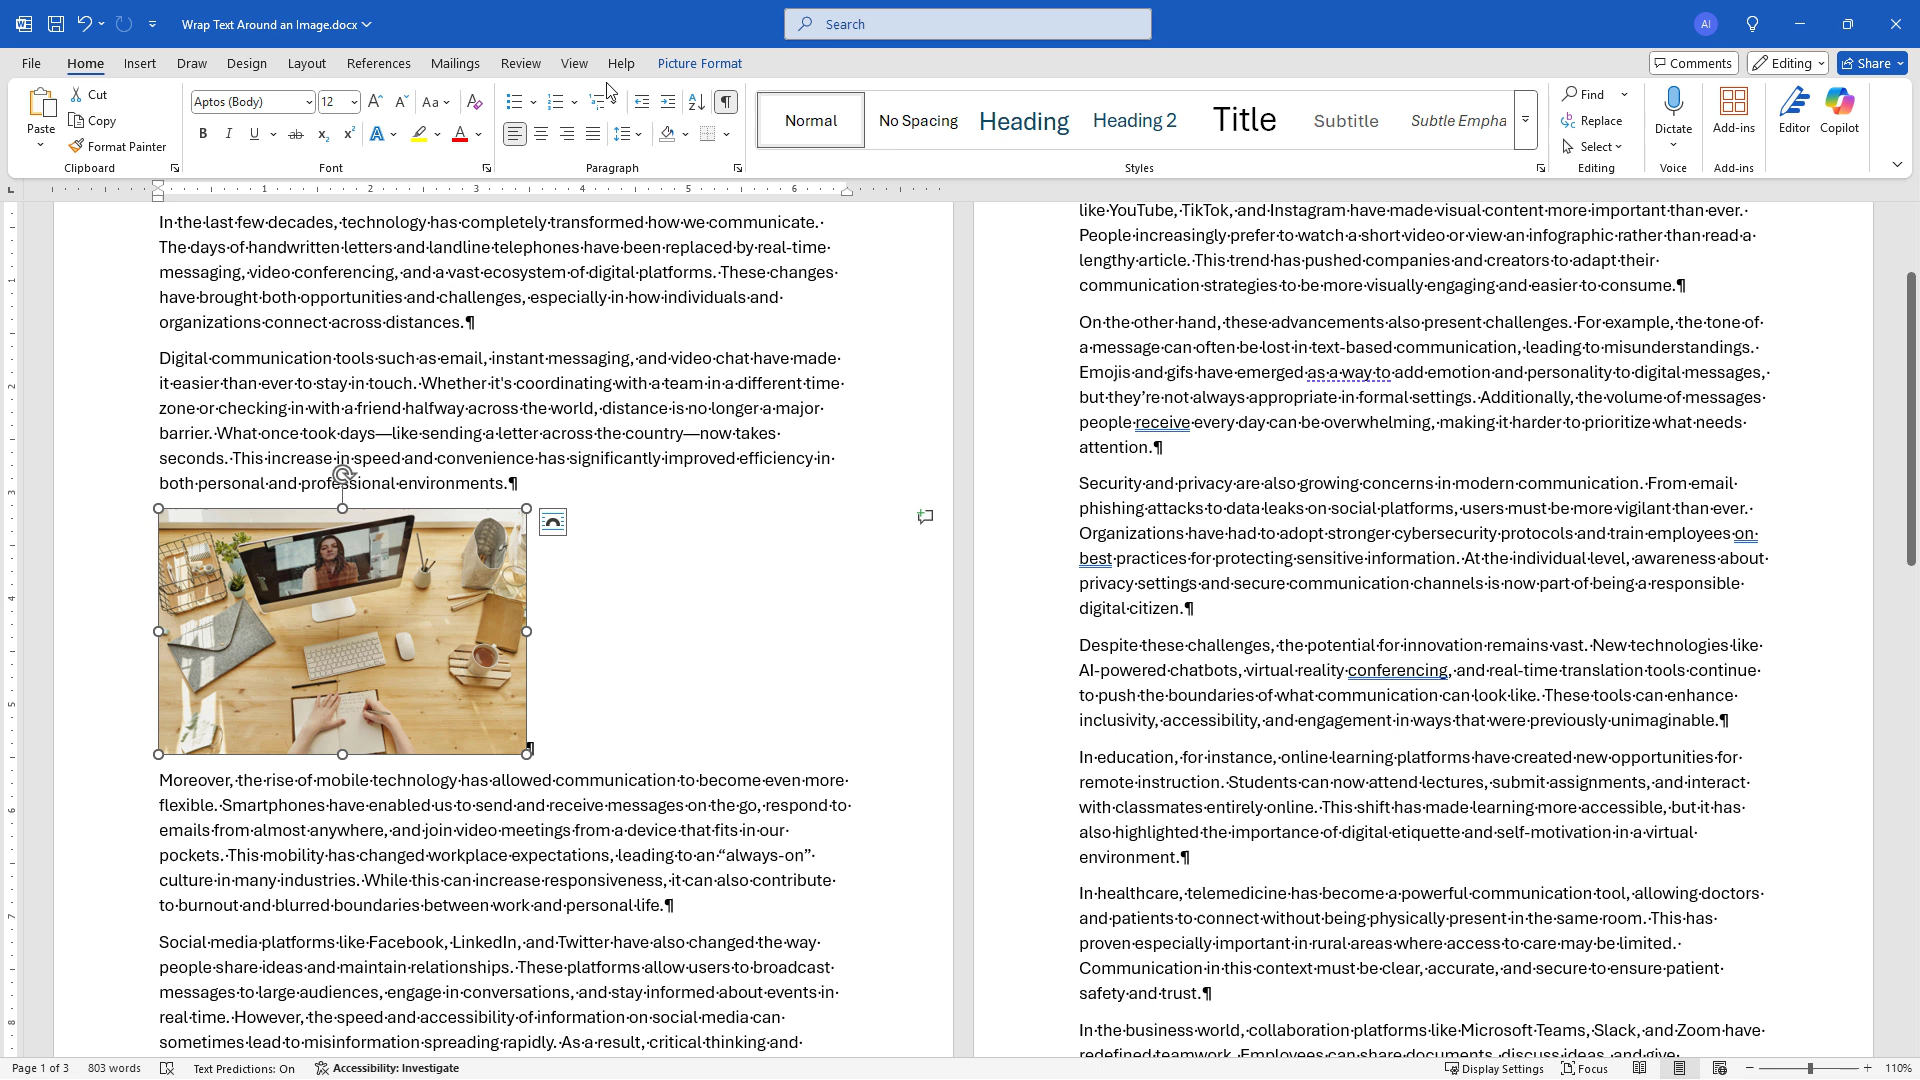 Wrap Text Around an Image.docx
Search
AI
File Home Insert Draw Design Layout References Mailings Review View Help Picture Format
Comments Editing Share
Paste
Cut
Copy
Format Painter
Clipboard
Aptos (Body) 12
Font
Paragraph
Normal No Spacing Heading Heading 2 Title Subtitle Subtle Empha
Styles
Find
Replace
Select
Editing
Dictate
Voice
Add-ins
Add-ins
Editor
Copilot
1 2 3 4 5 6
In the last few decades, technology has completely transformed how we communicate.
The days of handwritten letters and landline telephones have been replaced by real-time
messaging, video conferencing, and a vast ecosystem of digital platforms. These changes
have brought both opportunities and challenges, especially in how individuals and
organizations connect across distances.¶
Digital communication tools such as email, instant messaging, and video chat have made
it easier than ever to stay in touch. Whether it's coordinating with a team in a different time
zone or checking in with a friend halfway across the world, distance is no longer a major
barrier. What once took days—like sending a letter across the country—now takes
seconds. This increase in speed and convenience has significantly improved efficiency in
both personal and professional environments.¶
¶
Moreover, the rise of mobile technology has allowed communication to become even more
flexible. Smartphones have enabled us to send and receive messages on the go, respond to
emails from almost anywhere, and join video meetings from a device that fits in our
pockets. This mobility has changed workplace expectations, leading to an “always-on”
culture in many industries. While this can increase responsiveness, it can also contribute
to burnout and blurred boundaries between work and personal life.¶
Social media platforms like Facebook, LinkedIn, and Twitter have also changed the way
people share ideas and maintain relationships. These platforms allow users to broadcast
messages to large audiences, engage in conversations, and stay informed about events in
real time. However, the speed and accessibility of information on social media can
sometimes lead to misinformation spreading rapidly. As a result, critical thinking and
like YouTube, TikTok, and Instagram have made visual content more important than ever.
People increasingly prefer to watch a short video or view an infographic rather than read a
lengthy article. This trend has pushed companies and creators to adapt their
communication strategies to be more visually engaging and easier to consume.¶
On the other hand, these advancements also present challenges. For example, the tone of
a message can often be lost in text-based communication, leading to misunderstandings.
Emojis and gifs have emerged as a way to add emotion and personality to digital messages,
but they’re not always appropriate in formal settings. Additionally, the volume of messages
people receive every day can be overwhelming, making it harder to prioritize what needs
attention.¶
Security and privacy are also growing concerns in modern communication. From email
phishing attacks to data leaks on social platforms, users must be more vigilant than ever.
Organizations have had to adopt stronger cybersecurity protocols and train employees on
best practices for protecting sensitive information. At the individual level, awareness about
privacy settings and secure communication channels is now part of being a responsible
digital citizen.¶
Despite these challenges, the potential for innovation remains vast. New technologies like
AI-powered chatbots, virtual reality conferencing, and real-time translation tools continue
to push the boundaries of what communication can look like. These tools can enhance
inclusivity, accessibility, and engagement in ways that were previously unimaginable.¶
In education, for instance, online learning platforms have created new opportunities for
remote instruction. Students can now attend lectures, submit assignments, and interact
with classmates entirely online. This shift has made learning more accessible, but it has
also highlighted the importance of digital etiquette and self-motivation in a virtual
environment.¶
In healthcare, telemedicine has become a powerful communication tool, allowing doctors
and patients to connect without being physically present in the same room. This has
proven especially important in rural areas where access to care may be limited.
Communication in this context must be clear, accurate, and secure to ensure patient
safety and trust.¶
In the business world, collaboration platforms like Microsoft Teams, Slack, and Zoom have
redefined teamwork. Employees can share documents, discuss ideas, and give
Page 1 of 3 803 words Text Predictions: On Accessibility: Investigate
Display Settings Focus 110%